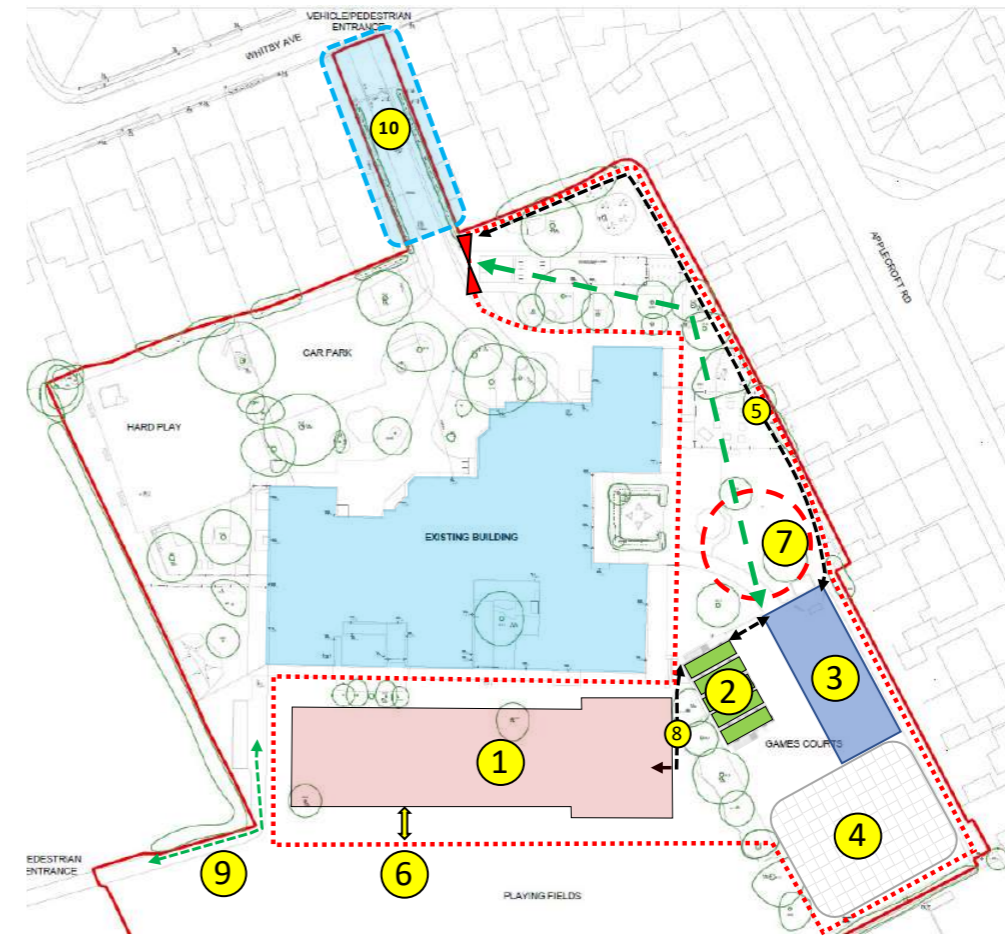 VEHICLE/PEDESTRIAN
ENTRANCE
WHITBY AVE
10
APPLECROFT RD
CAR PARK
HARD PLAY
5
EXISTING BUILDING
7
3
2
8
GAMES COURTS
1
4
EDESTRIAN
ENTRANCE
9
6
PLAYING FIELDS